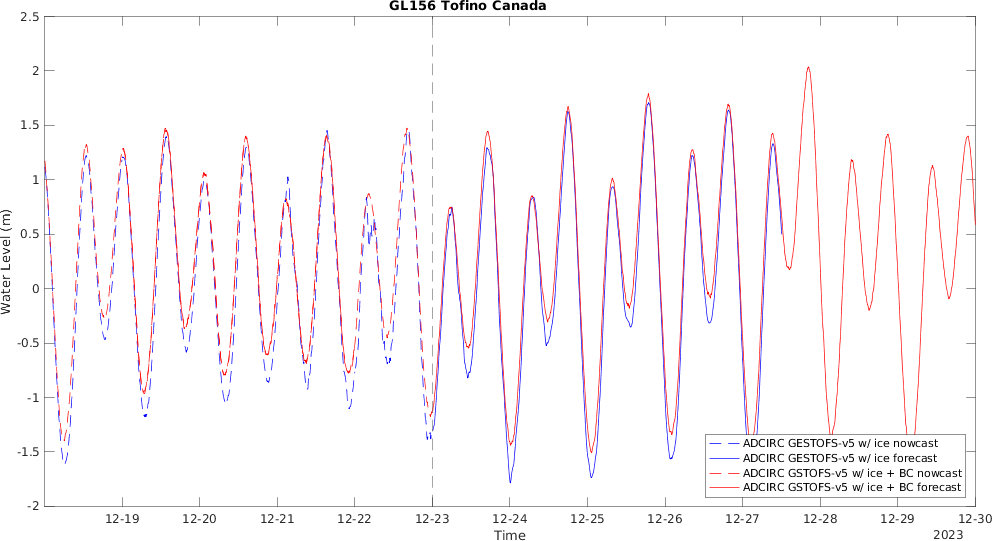 GL156 Tofino Canada
2.5
2
1.5
1
0.5
0
-0.5
-1
-1.5
-2
Water Level (m)
ADCIRC GESTOFS-v5 w/ ice nowcast
ADCIRC GESTOFS-v5 w/ ice forecast
ADCIRC GSTOFS-v5 w/ ice + BC nowcast
ADCIRC GSTOFS-v5 w/ ice + BC forecast
12-19 12-20 12-21 12-22 12-23 12-24 12-25 12-26 12-27 12-28 12-29 12-30
Time
2023